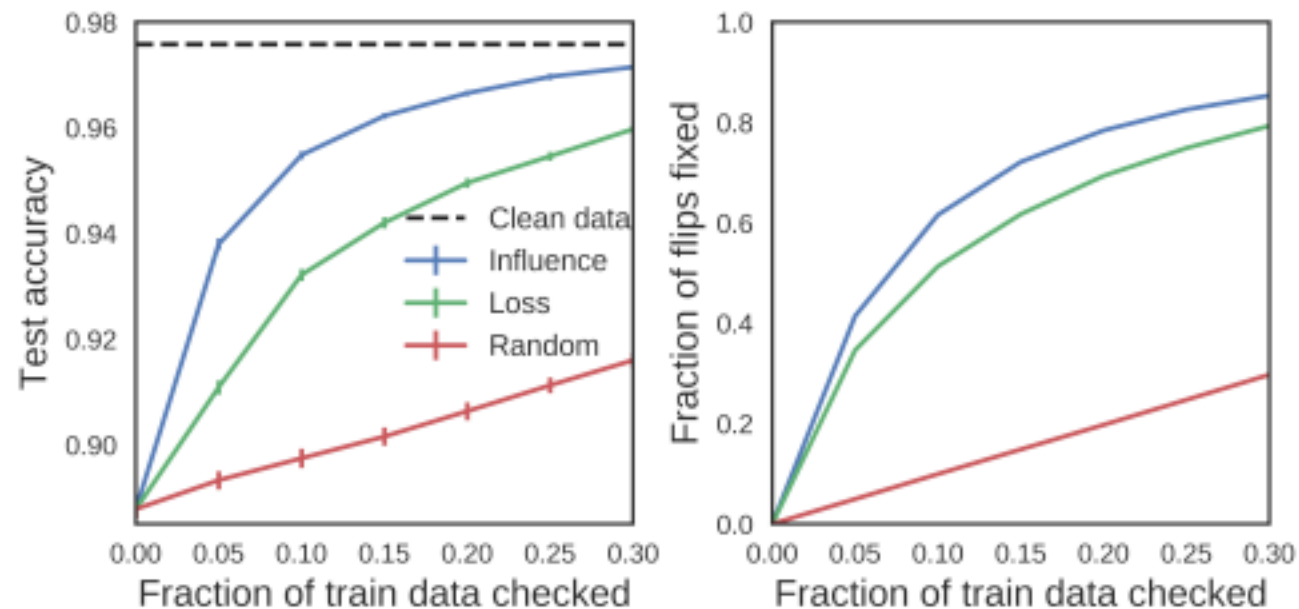 Test accuracy
0.98
0.96
0.94
0.92
0.90
Clean data
Influence
Loss
Random
0.00 0.05 0.10 0.15 0.20 0.25 0.30
Fraction of train data checked
Fraction of flips fixed
1.0
0.8
0.6
0.4
0.2
0.0
0.00 0.05 0.10 0.15 0.20 0.25 0.30
Fraction of train data checked